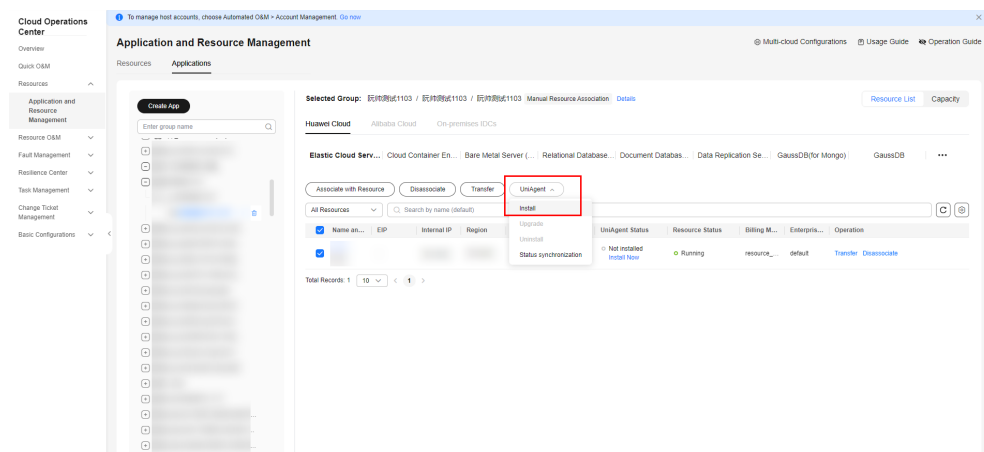 Cloud Operations Center
To manage host accounts, choose Automated O&M > Account Management. Go now
Overview
Quick O&M
Resources
Application and Resource Management
Resource O&M
Fault Management
Resilience Center
Task Management
Change Ticket Management
Basic Configurations
Application and Resource Management
Multi-cloud Configurations
Usage Guide
Operation Guide
Resources
Applications
Create App
Enter group name
Selected Group: 阮帅测试1103 / 阮帅测试1103 / 阮帅测试1103 Manual Resource Association Details
Resource List
Capacity
Huawei Cloud
Alibaba Cloud
On-premises IDCs
Elastic Cloud Serv...
Cloud Container En...
Bare Metal Server (...
Relational Database...
Document Databas...
Data Replication Se...
GaussDB(for Mongo)
GaussDB
Associate with Resource
Disassociate
Transfer
UniAgent
Install
Upgrade
Uninstall
Status synchronization
All Resources
Search by name (default)
Name an...
EIP
Internal IP
Region
UniAgent Status
Resource Status
Billing M...
Enterpris...
Operation
Not installed
Install Now
Running
resource_...
default
Transfer
Disassociate
Total Records: 1
10
1